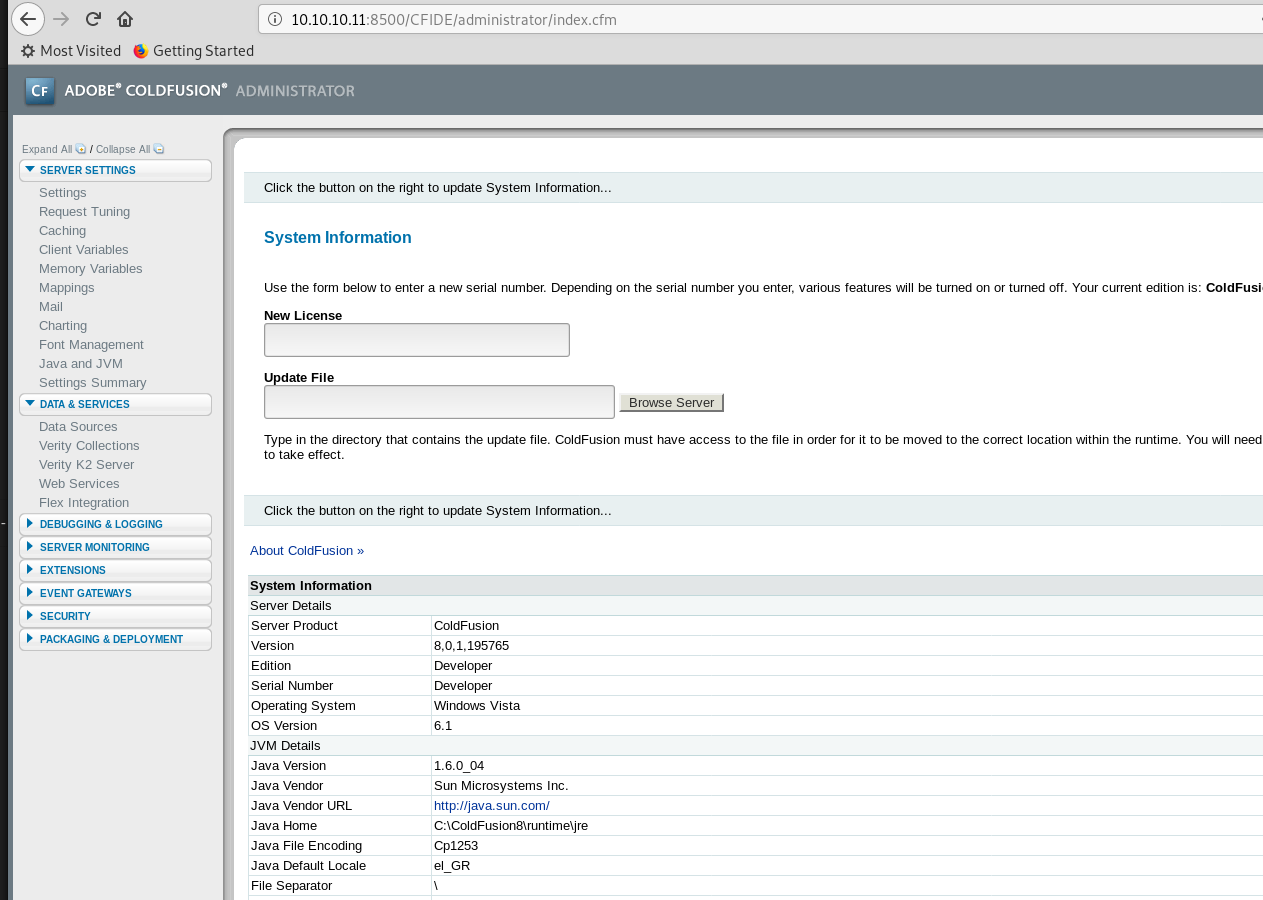 10.10.10.11:8500/CFIDE/administrator/index.cfm
Most Visited Getting Started
CF ADOBE® COLDFUSION® ADMINISTRATOR
Expand All / Collapse All
SERVER SETTINGS
Settings
Request Tuning
Caching
Client Variables
Memory Variables
Mappings
Mail
Charting
Font Management
Java and JVM
Settings Summary
DATA & SERVICES
Data Sources
Verity Collections
Verity K2 Server
Web Services
Flex Integration
DEBUGGING & LOGGING
SERVER MONITORING
EXTENSIONS
EVENT GATEWAYS
SECURITY
PACKAGING & DEPLOYMENT
Click the button on the right to update System Information...
System Information
Use the form below to enter a new serial number. Depending on the serial number you enter, various features will be turned on or turned off. Your current edition is: ColdFusi
New License
Update File
Browse Server
Type in the directory that contains the update file. ColdFusion must have access to the file in order for it to be moved to the correct location within the runtime. You will need
to take effect.
Click the button on the right to update System Information...
About ColdFusion »
System Information
Server Details
Server Product ColdFusion
Version 8,0,1,195765
Edition Developer
Serial Number Developer
Operating System Windows Vista
OS Version 6.1
JVM Details
Java Version 1.6.0_04
Java Vendor Sun Microsystems Inc.
Java Vendor URL http://java.sun.com/
Java Home C:\ColdFusion8\runtime\jre
Java File Encoding Cp1253
Java Default Locale el_GR
File Separator \